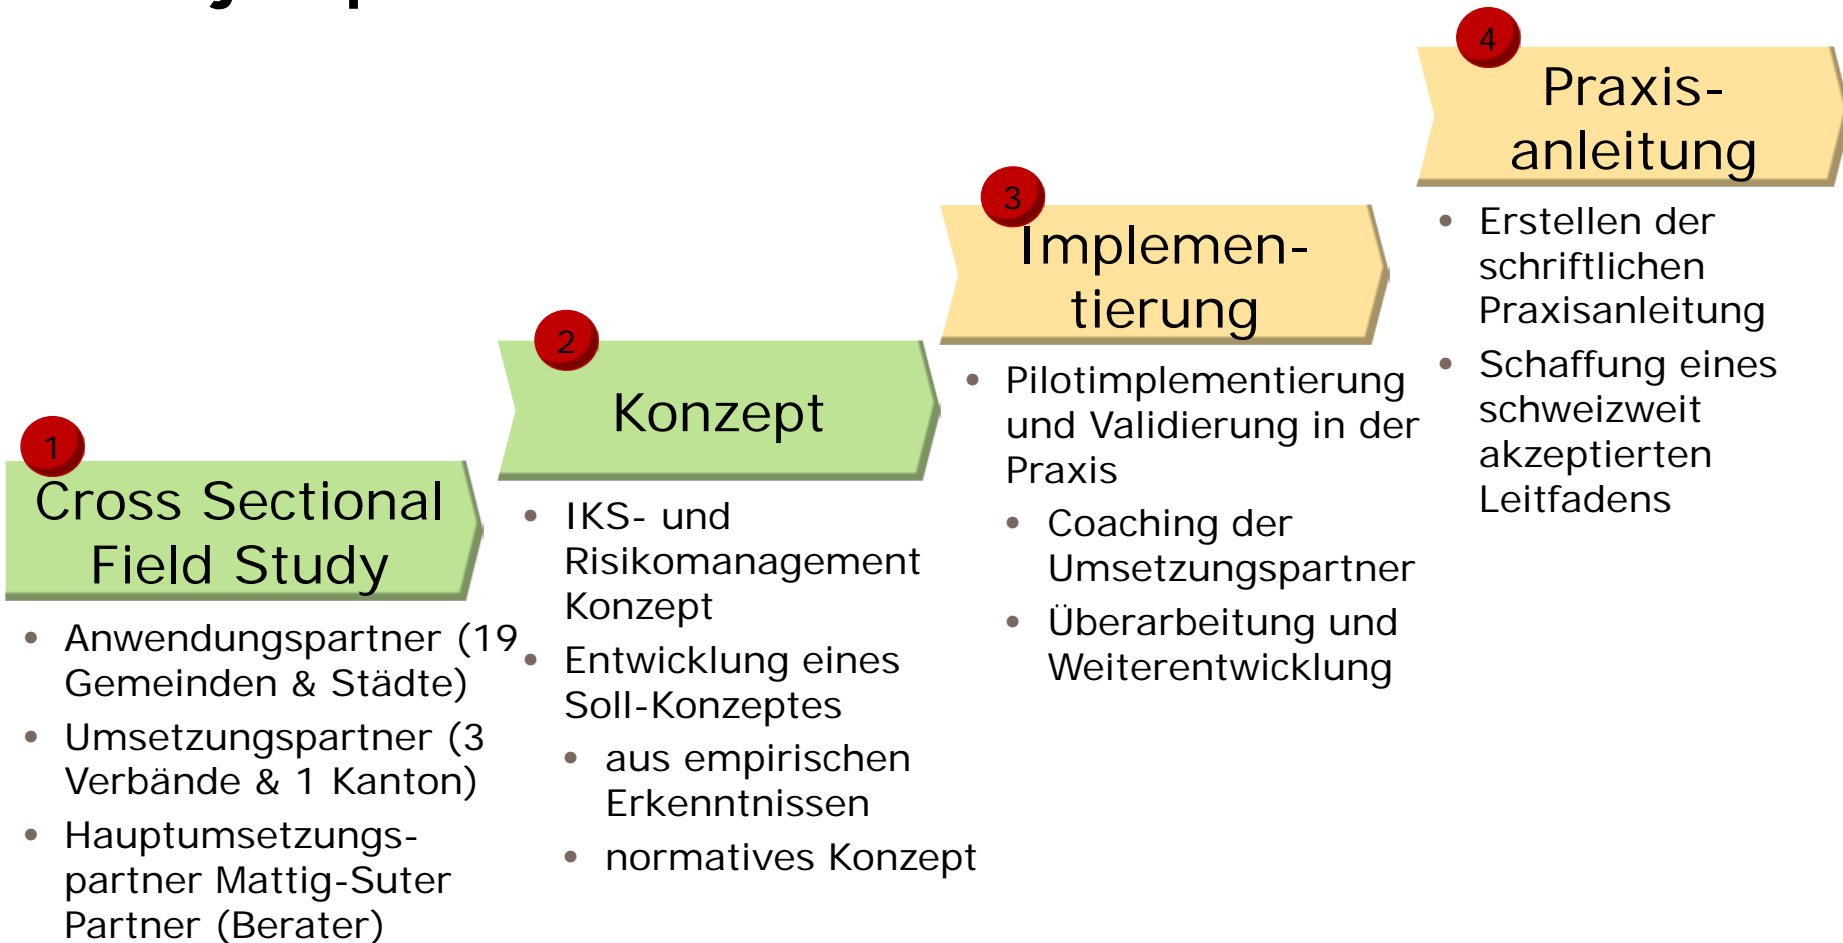 1
Cross Sectional
Field Study
• Anwendungspartner (19
Gemeinden & Städte)
• Umsetzungspartner (3
Verbände & 1 Kanton)
• Hauptumsetzungs-
partner Mattig-Suter
Partner (Berater)
2
Konzept
• IKS- und
Risikomanagement
Konzept
• Entwicklung eines
Soll-Konzeptes
• aus empirischen
Erkenntnissen
• normatives Konzept
3
Implemen-
tierung
• Pilotimplementierung
und Validierung in der
Praxis
• Coaching der
Umsetzungspartner
• Überarbeitung und
Weiterentwicklung
4
Praxis-
anleitung
• Erstellen der
schriftlichen
Praxisanleitung
• Schaffung eines
schweizweit
akzeptierten
Leitfadens